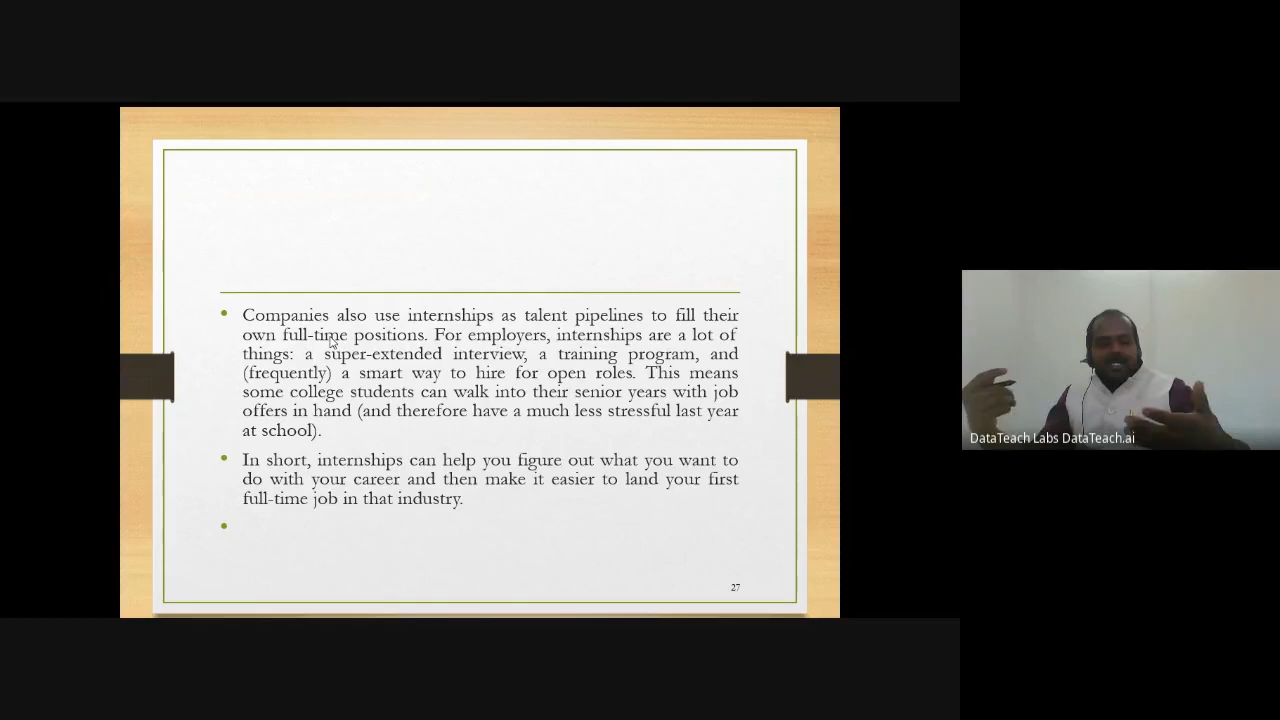 Companies also use internships as talent pipelines to fill their
own full-time positions. For employers, internships are a lot of
things: a super-extended interview, a training program, and
(frequently) a smart way to hire for open roles. This means
some college students can walk into their senior years with job
offers in hand (and therefore have a much less stressful last year
at school).
In short, internships can help you figure out what you want to
do with your career and then make it easier to land your first
full-time job in that industry.
27
DataTeach Labs DataTeach.ai